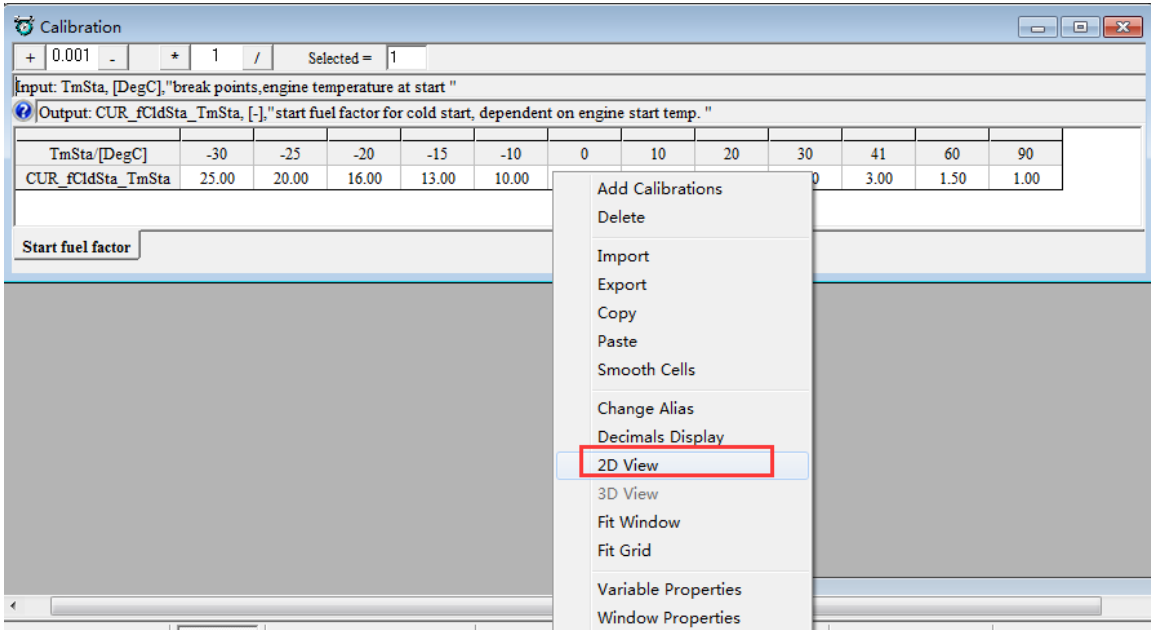 Calibration
+ 0.001 - * 1 / Selected = 1
Input: TmSta, [DegC],"break points,engine temperature at start "
Output: CUR_fCldSta_TmSta, [-],"start fuel factor for cold start, dependent on engine start temp. "
TmSta/[DegC] -30 -25 -20 -15 -10 0 10 20 30 41 60 90
CUR_fCldSta_TmSta 25.00 20.00 16.00 13.00 10.00 3.00 1.50 1.00
Start fuel factor
Add Calibrations
Delete
Import
Export
Copy
Paste
Smooth Cells
Change Alias
Decimals Display
2D View
3D View
Fit Window
Fit Grid
Variable Properties
Window Properties